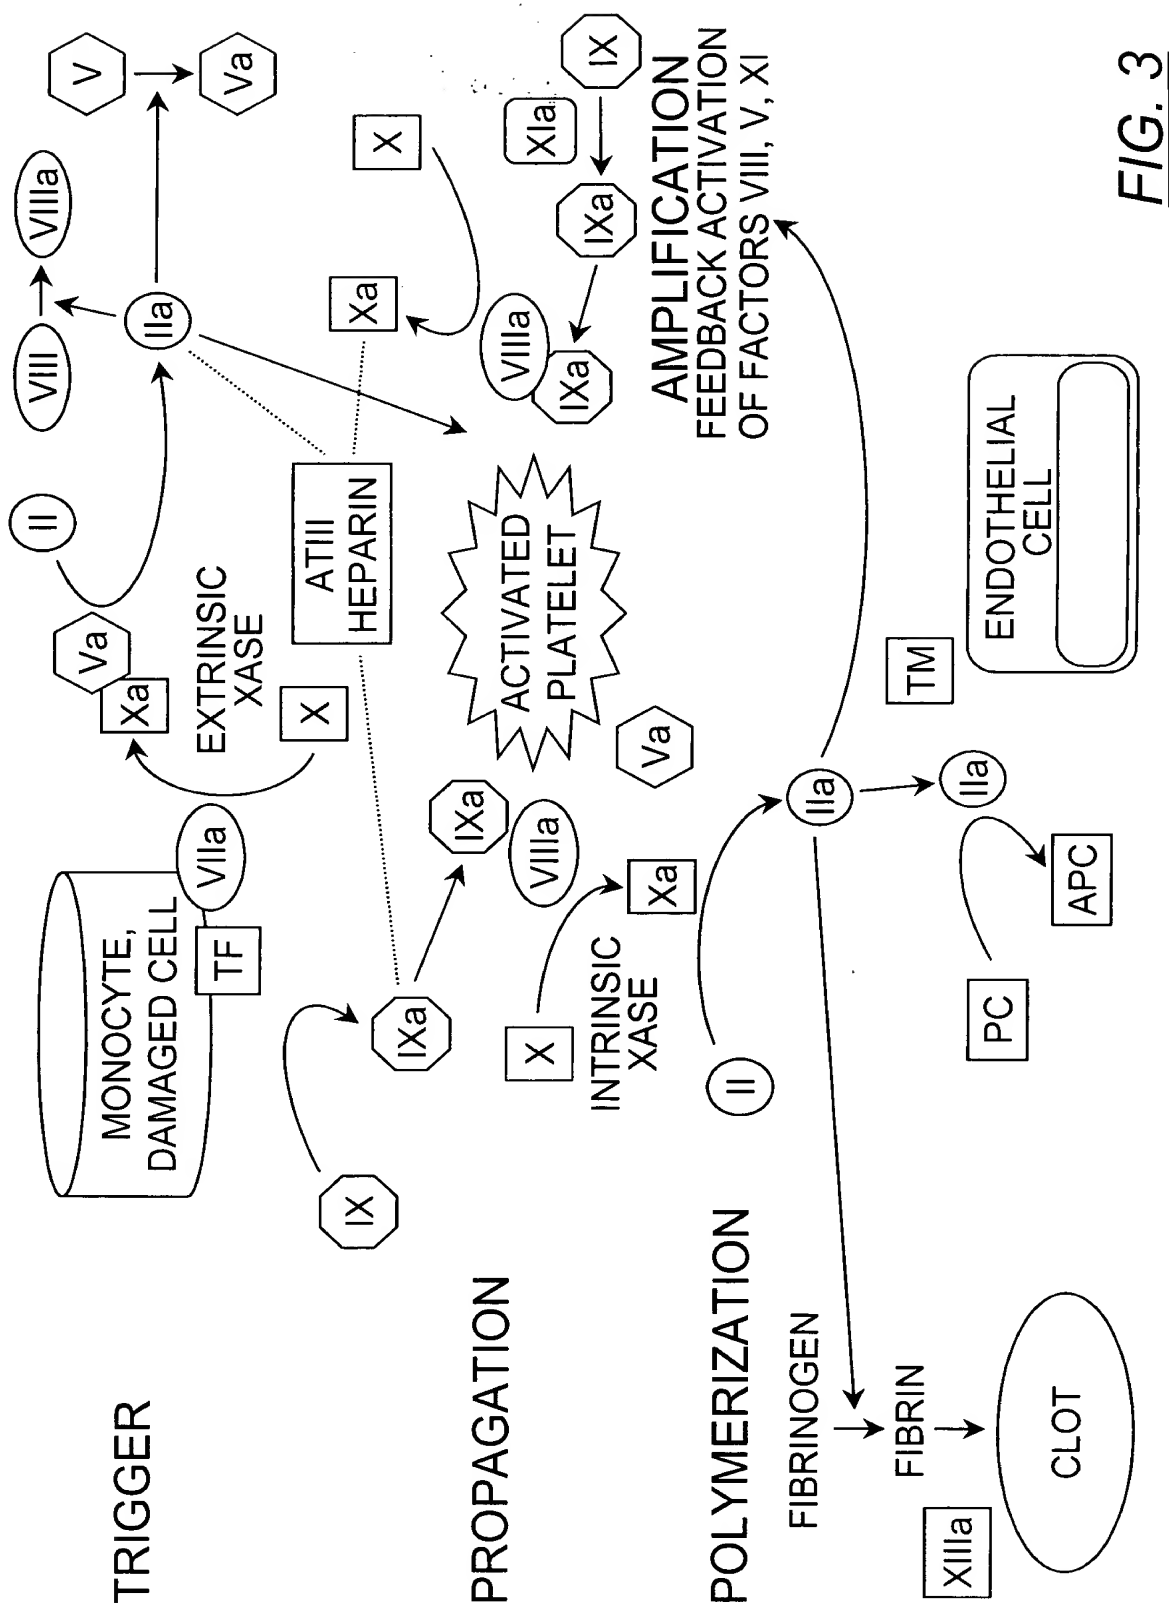 TRIGGER
MONOCYTE,
DAMAGED CELL
TF
VIIa
EXTRINSIC
XASE
X
Xa
Va
II
IIa
VIII
VIIIa
V
Va
IX
IXa
ATIII
HEPARIN
Xa
X
PROPAGATION
IXa
VIIIa
X
Xa
INTRINSIC
XASE
ACTIVATED
PLATELET
Va
VIIIa
IXa
IXa
XIa
IX
AMPLIFICATION
FEEDBACK ACTIVATION
OF FACTORS VIII, V, XI
POLYMERIZATION
II
IIa
FIBRINOGEN
FIBRIN
XIIIa
CLOT
PC
APC
IIa
TM
ENDOTHELIAL
CELL
FIG. 3